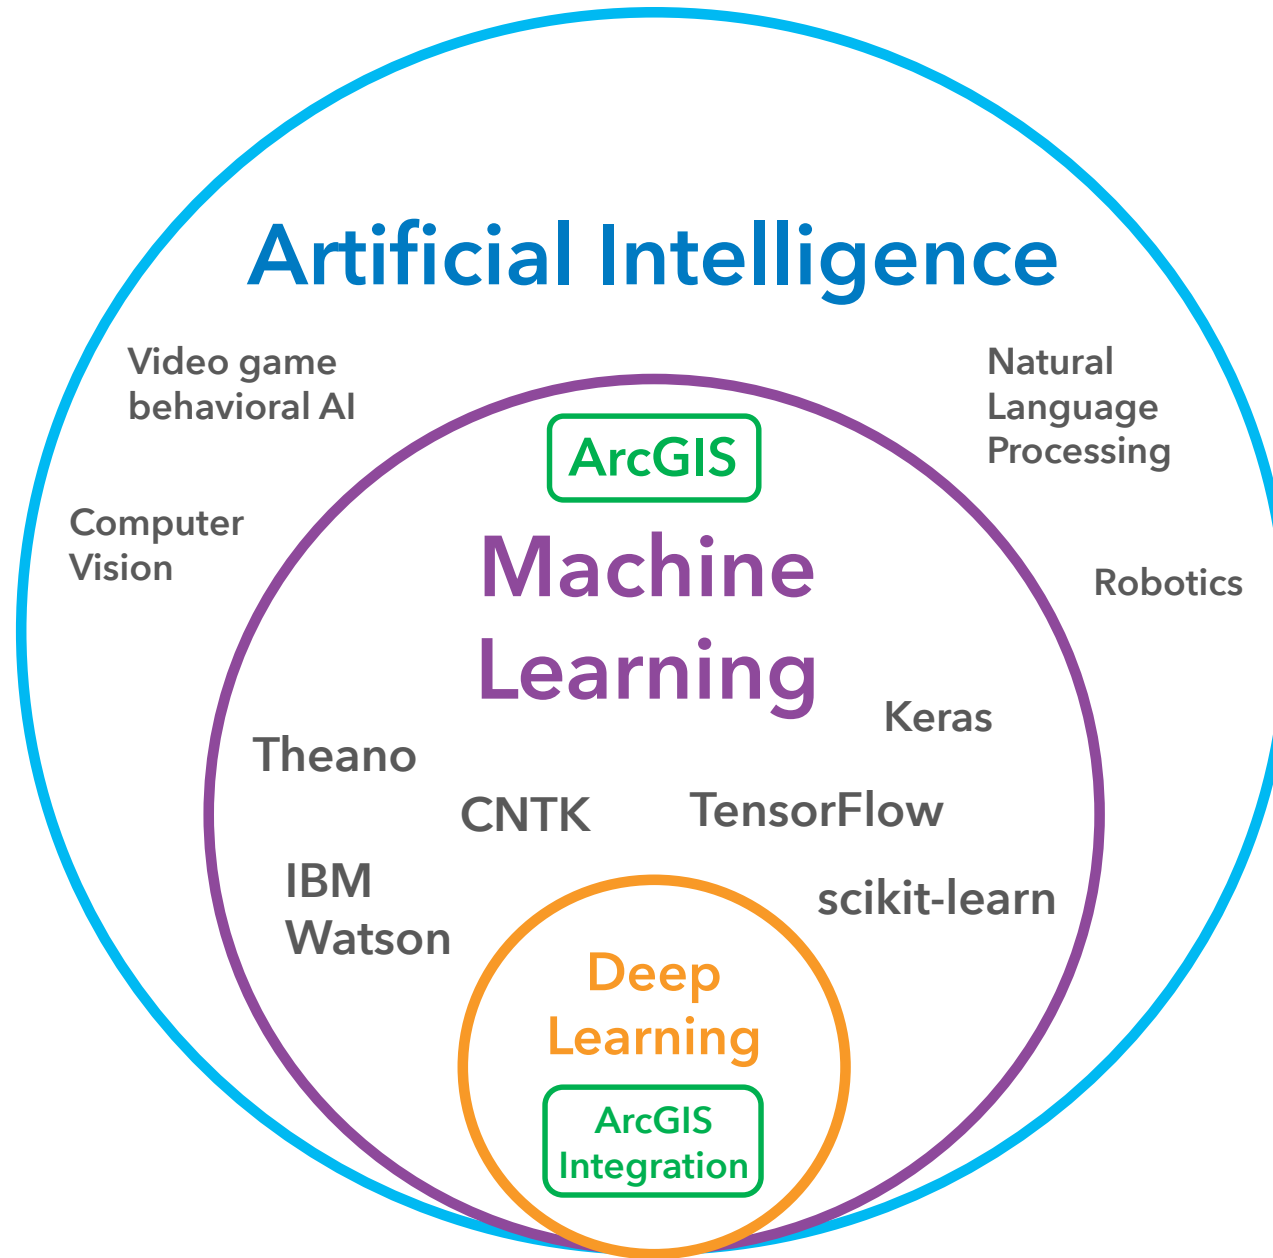 Artificial Intelligence
Video game
behavioral AI
Natural
Language
Processing
ArcGIS
Computer
Vision
Machine
Learning
Robotics
Keras
Theano
CNTK
TensorFlow
IBM
Watson
scikit-learn
Deep
Learning
ArcGIS
Integration